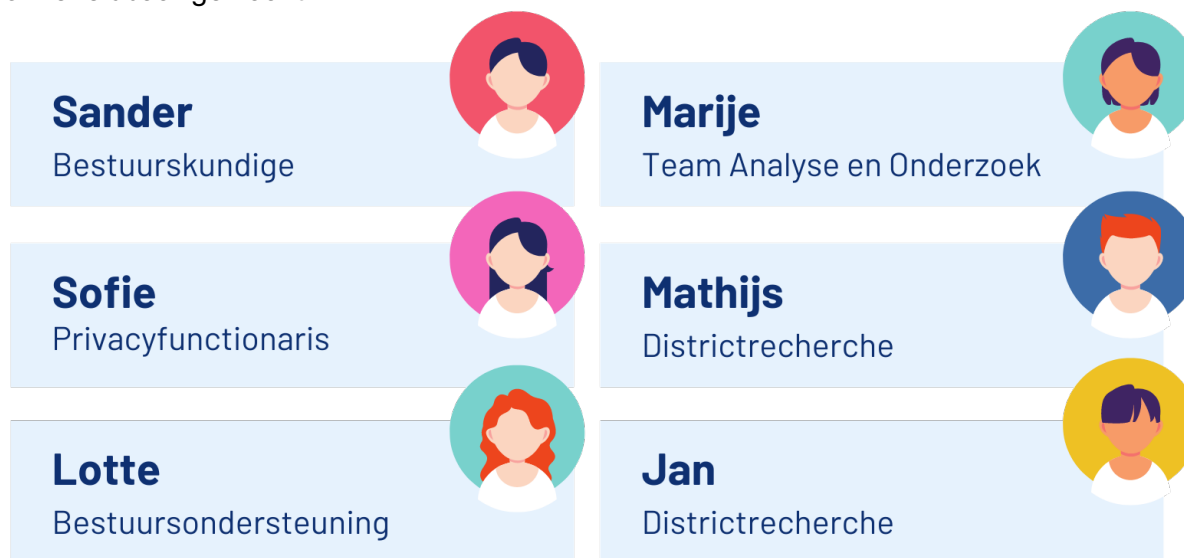 Sander
Bestuurskundige
Marije
Team Analyse en Onderzoek
Sofie
Privacyfunctionaris
Mathijs
Districtrecherche
Lotte
Bestuursondersteuning
Jan
Districtrecherche